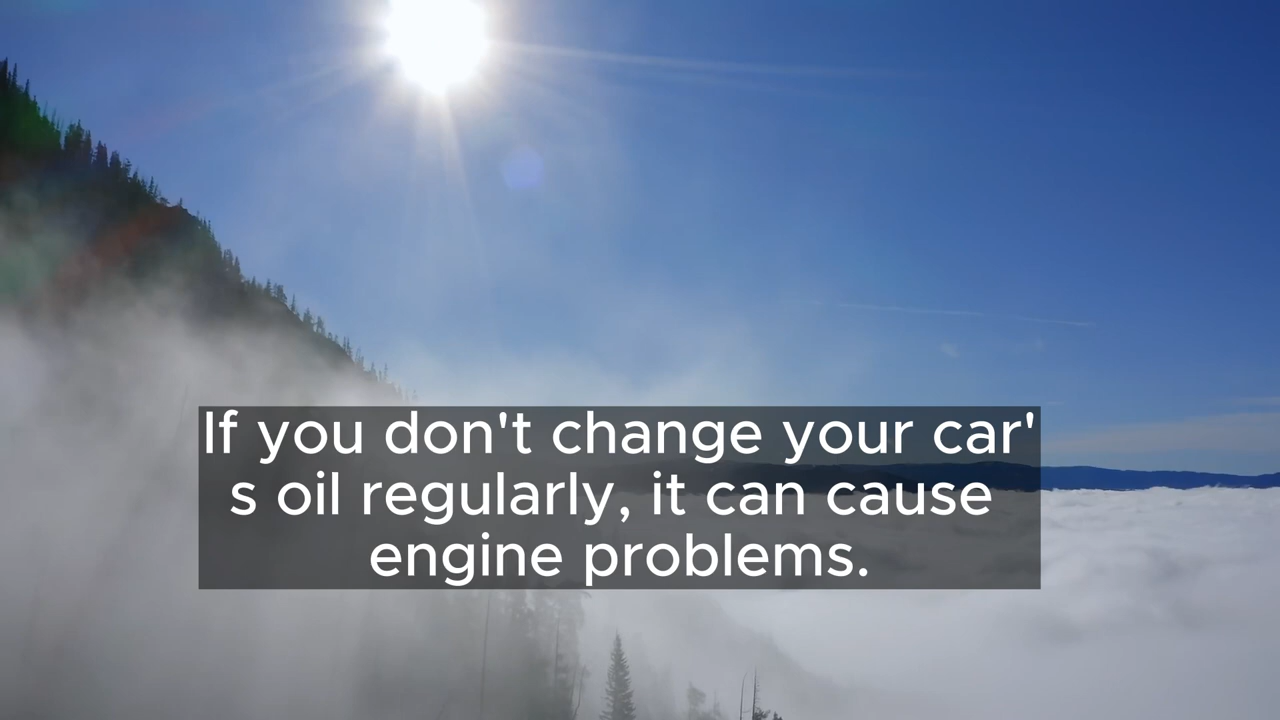 If you don't change your car'
s oil regularly, it can cause
engine problems.